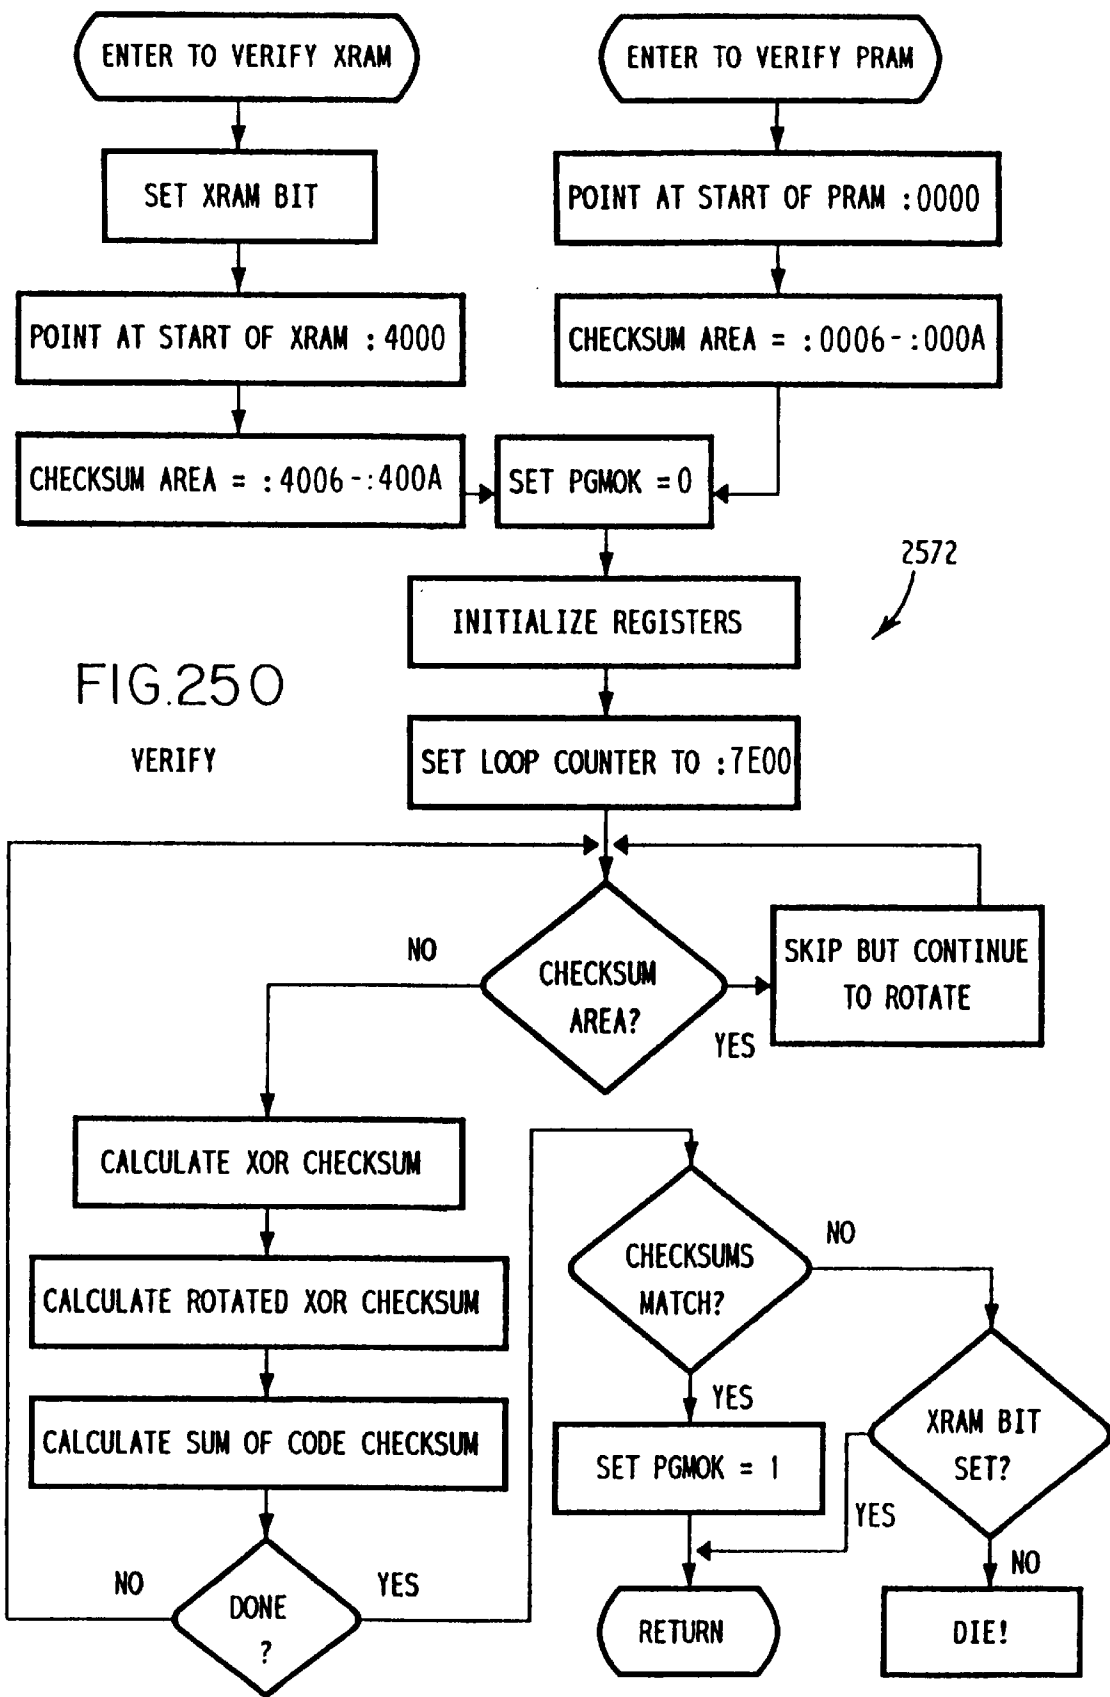 ENTER TO VERIFY XRAM
ENTER TO VERIFY PRAM
SET XRAM BIT
POINT AT START OF PRAM :0000
POINT AT START OF XRAM :4000
CHECKSUM AREA = :0006-:000A
CHECKSUM AREA = :4006-:400A
SET PGMOK =0
2572
INITIALIZE REGISTERS
FIG.250
VERIFY
SET LOOP COUNTER TO :7E00
NO
CHECKSUM
AREA?
YES
SKIP BUT CONTINUE
TO ROTATE
CALCULATE XOR CHECKSUM
CALCULATE ROTATED XOR CHECKSUM
CALCULATE SUM OF CODE CHECKSUM
NO
DONE
?
YES
CHECKSUMS
MATCH?
NO
YES
SET PGMOK = 1
XRAM BIT
SET?
YES
NO
RETURN
DIE!